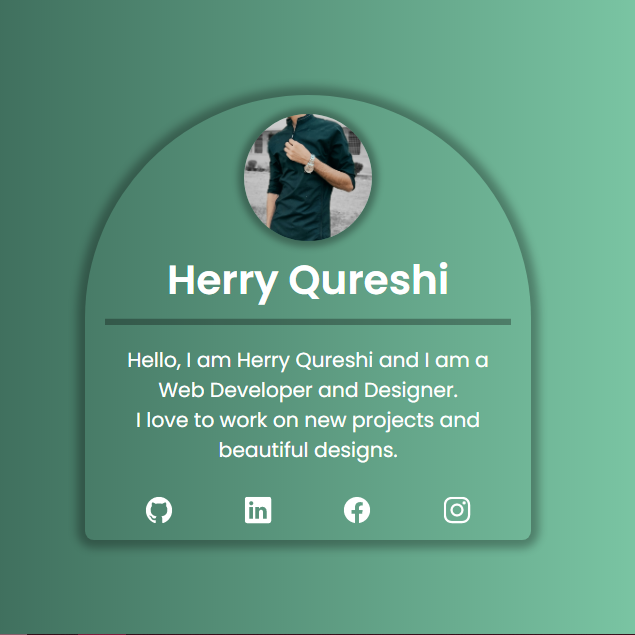 Herry Qureshi
Hello, I am Herry Qureshi and I am a
Web Developer and Designer.
I love to work on new projects and
beautiful designs.
in